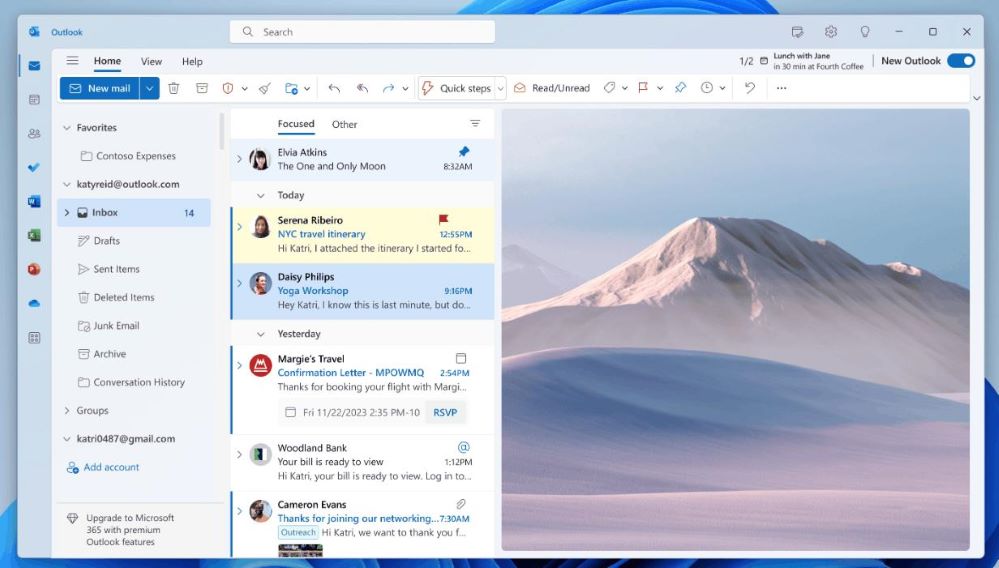 Outlook
Search
Home View Help
1/2 Lunch with Jane
in 30 min at Fourth Coffee
New Outlook
New mail
Quick steps
Read/Unread
Favorites
Contoso Expenses
katyreid@outlook.com
Inbox 14
Drafts
Sent Items
Deleted Items
Junk Email
Archive
Conversation History
Groups
katri0487@gmail.com
Add account
Upgrade to Microsoft
365 with premium
Outlook features
Focused Other
Elvia Atkins
The One and Only Moon 8:32AM
Today
Serena Ribeiro
NYC travel itinerary 12:55PM
Hi Katri, I attached the itinerary I started fo...
Daisy Philips
Yoga Workshop 9:16PM
Hey Katri, I know this is last minute, but do...
Yesterday
Margie's Travel
Confirmation Letter - MPOWMQ 2:54PM
Thanks for booking your flight with Margi...
Fri 11/22/2023 2:35 PM-10 RSVP
Woodland Bank
Your bill is ready to view 1:12PM
Hi Katri, your bill is ready to view. Log in to...
Cameron Evans
Thanks for joining our networking... 7:30AM
Outreach Hi Katri, we want to thank you f...